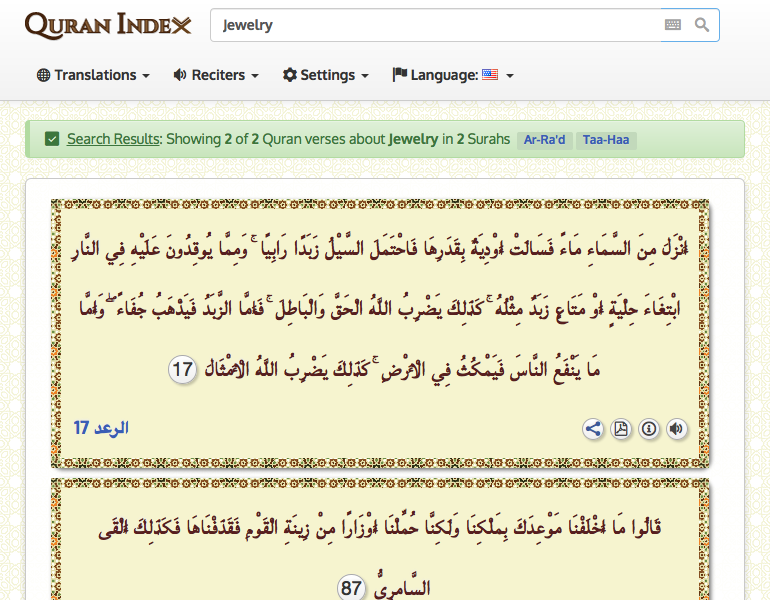 QURAN INDEX
Jewelry
Translations
Reciters
Settings
Language:
Search Results: Showing 2 of 2 Quran verses about Jewelry in 2 Surahs Ar-Ra'd Taa-Haa
أَنْزَلَ مِنَ السَّمَاءِ مَاءً فَسَالَتْ أَوْدِيَةٌ بِقَدَرِهَا فَاحْتَمَلَ السَّيْلُ زَبَدًا رَابِيًا ۚ وَمِمَّا يُوقِدُونَ عَلَيْهِ فِي النَّارِ
ابْتِغَاءَ حِلْيَةٍ أَوْ مَتَاعٍ زَبَدٌ مِثْلُهُ ۚ كَذَٰلِكَ يَضْرِبُ اللَّهُ الْحَقَّ وَالْبَاطِلَ ۚ فَأَمَّا الزَّبَدُ فَيَذْهَبُ جُفَاءً ۖ وَأَمَّا
مَا يَنْفَعُ النَّاسَ فَيَمْكُثُ فِي الْأَرْضِ ۚ كَذَٰلِكَ يَضْرِبُ اللَّهُ الْأَمْثَالَ 17
الرعد 17
قَالُوا مَا أَخْلَفْنَا مَوْعِدَكَ بِمَلْكِنَا وَلَٰكِنَّا حُمِّلْنَا أَوْزَارًا مِنْ زِينَةِ الْقَوْمِ فَقَذَفْنَاهَا فَكَذَٰلِكَ أَلْقَى
السَّامِرِيُّ 87